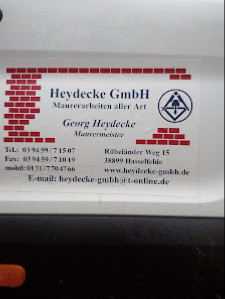 Heydecke GmbH
Maurerarbeiten aller Art
Georg Heydecke
Maurermeister
Tel.: 03 94 59 / 7 15 07
Fax: 03 94 59 / 7 10 19
mobil: 01 71 / 7 70 47 66
Rübeländer Weg 15
38899 Hasselfelde
www.heydecke-gmbh.de
E-mail: heydecke-gmbh@t-online.de